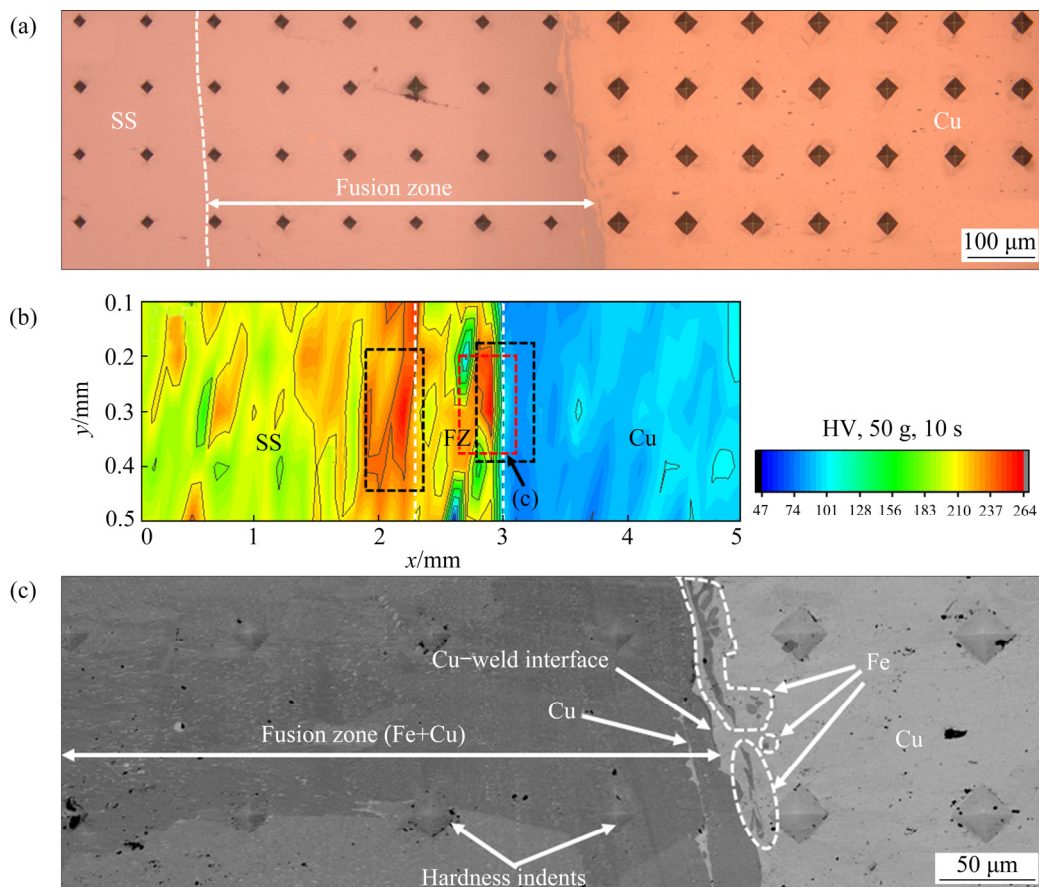 (a)
SS
Cu
Fusion zone
100 μm
(b)
0.1
0.2
0.3
0.4
0.5
y/mm
SS
FZ
Cu
(c)
0 1 2 3 4 5
x/mm
HV, 50 g, 10 s
47 74 101 128 156 183 210 237 264
(c)
Cu−weld interface
Fe
Cu
Fusion zone (Fe+Cu)
Cu
Hardness indents
50 μm